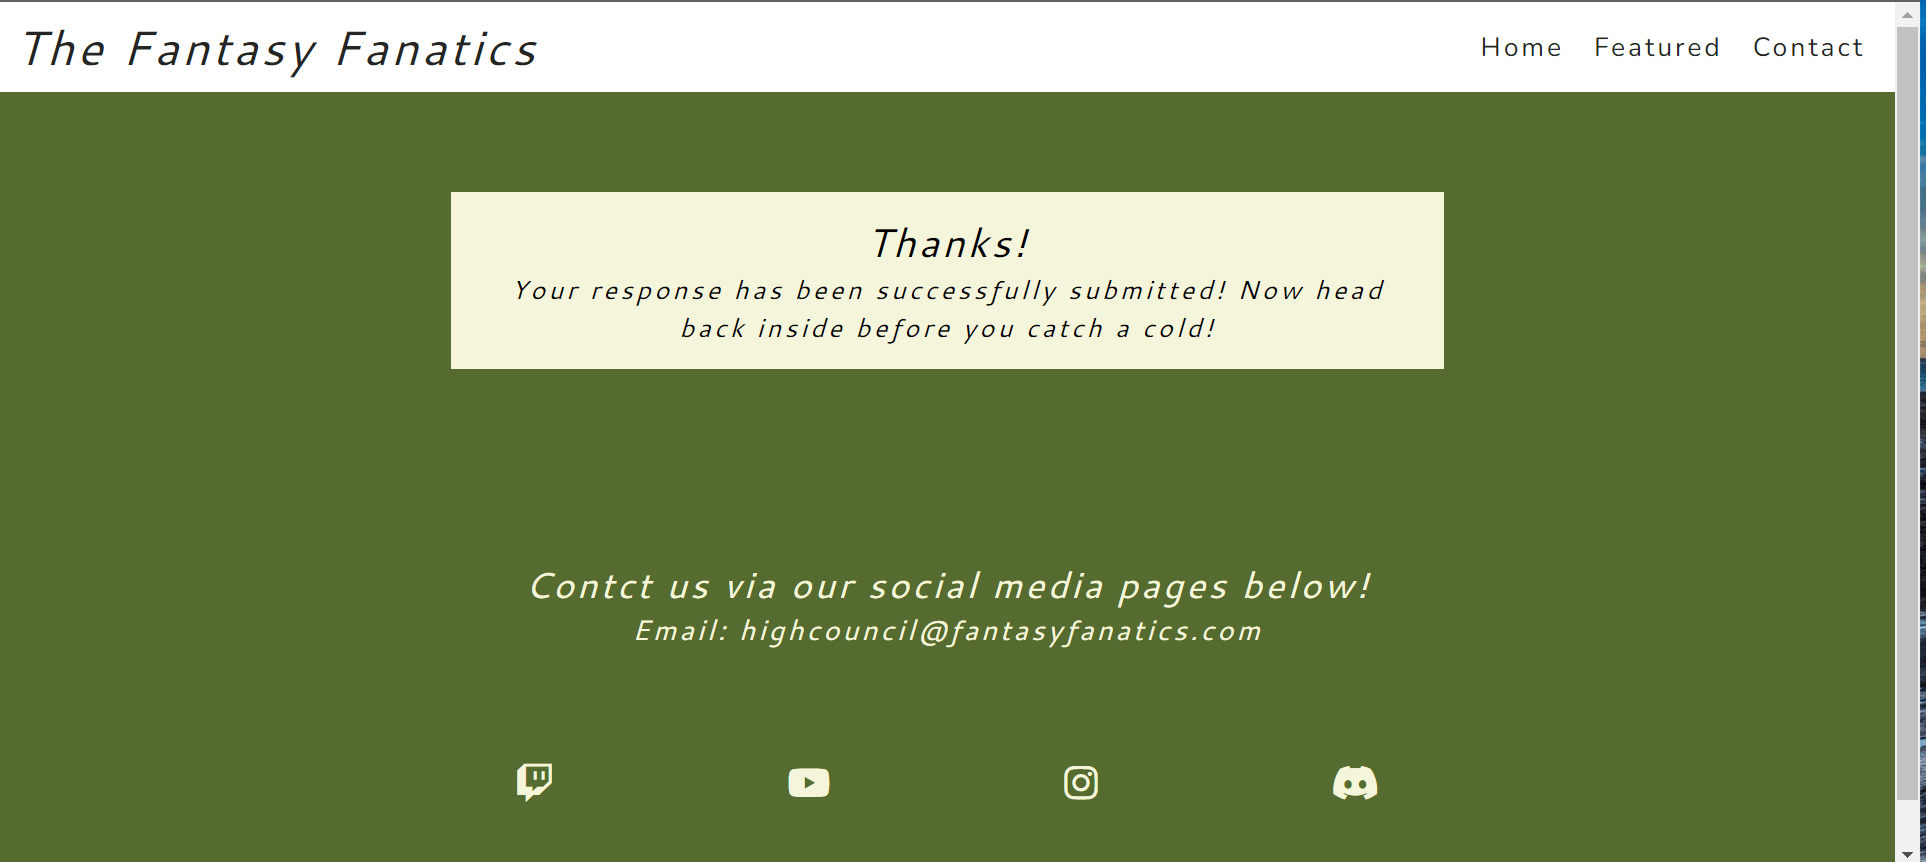 The Fantasy Fanatics
Home Featured Contact
Thanks!
Your response has been successfully submitted! Now head
back inside before you catch a cold!
Contct us via our social media pages below!
Email: highcouncil@fantasyfanatics.com